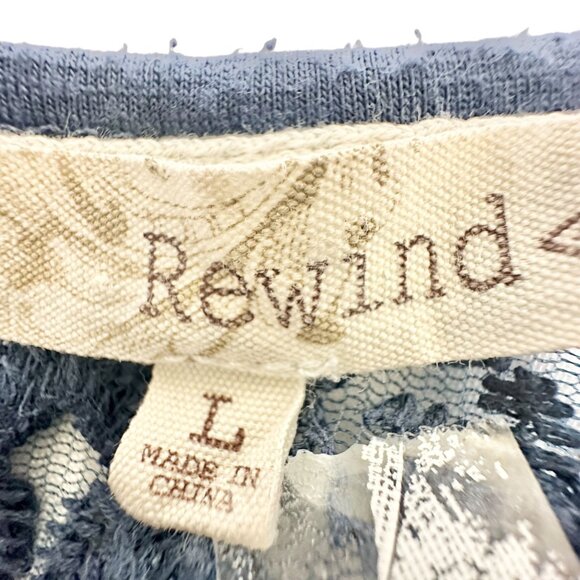 Rewind <
L
MADE IN
CHINA